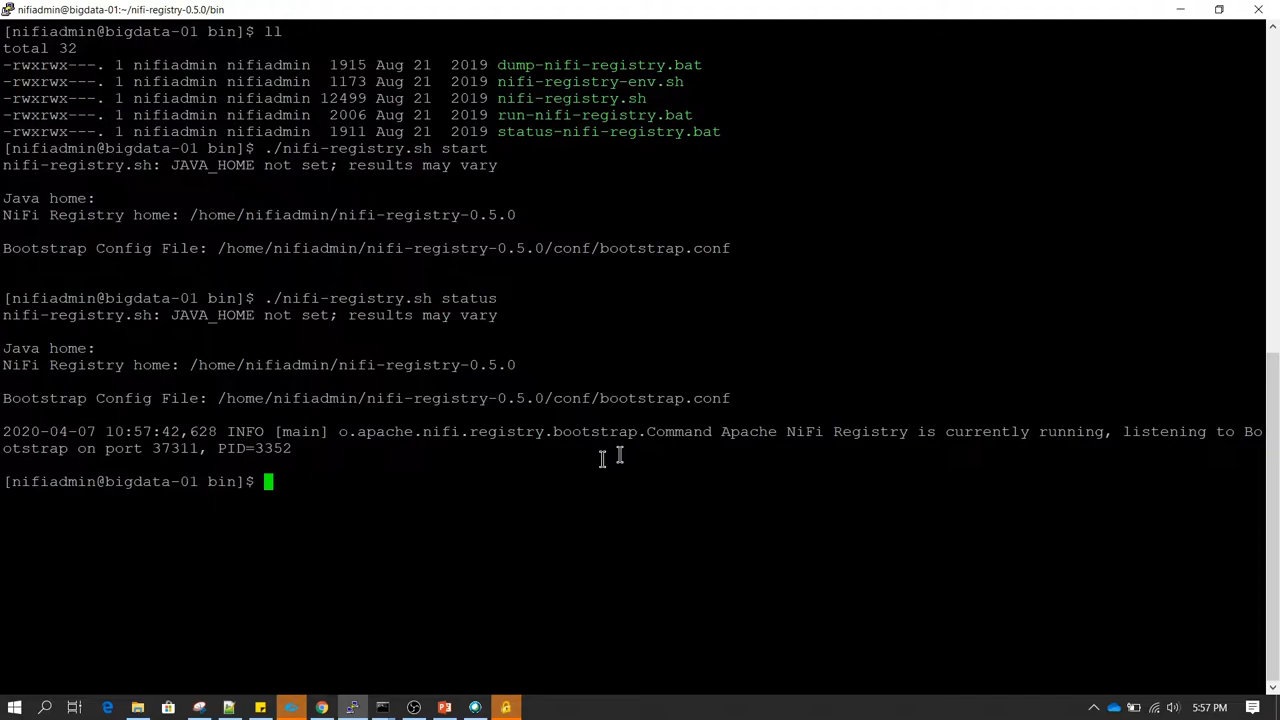 nifiadmin@bigdata-01:~/nifi-registry-0.5.0/bin
[nifiadmin@bigdata-01 bin]$ ll
total 32
-rwxrwx---. 1 nifiadmin nifiadmin  1915 Aug 21  2019 dump-nifi-registry.bat
-rwxrwx---. 1 nifiadmin nifiadmin  1173 Aug 21  2019 nifi-registry-env.sh
-rwxrwx---. 1 nifiadmin nifiadmin 12499 Aug 21  2019 nifi-registry.sh
-rwxrwx---. 1 nifiadmin nifiadmin  2006 Aug 21  2019 run-nifi-registry.bat
-rwxrwx---. 1 nifiadmin nifiadmin  1911 Aug 21  2019 status-nifi-registry.bat
[nifiadmin@bigdata-01 bin]$ ./nifi-registry.sh start
nifi-registry.sh: JAVA_HOME not set; results may vary
Java home:
NiFi Registry home: /home/nifiadmin/nifi-registry-0.5.0
Bootstrap Config File: /home/nifiadmin/nifi-registry-0.5.0/conf/bootstrap.conf
[nifiadmin@bigdata-01 bin]$ ./nifi-registry.sh status
nifi-registry.sh: JAVA_HOME not set; results may vary
Java home:
NiFi Registry home: /home/nifiadmin/nifi-registry-0.5.0
Bootstrap Config File: /home/nifiadmin/nifi-registry-0.5.0/conf/bootstrap.conf
2020-04-07 10:57:42,628 INFO [main] o.apache.nifi.registry.bootstrap.Command Apache NiFi Registry is currently running, listening to Bo
otstrap on port 37311, PID=3352
[nifiadmin@bigdata-01 bin]$
5:57 PM